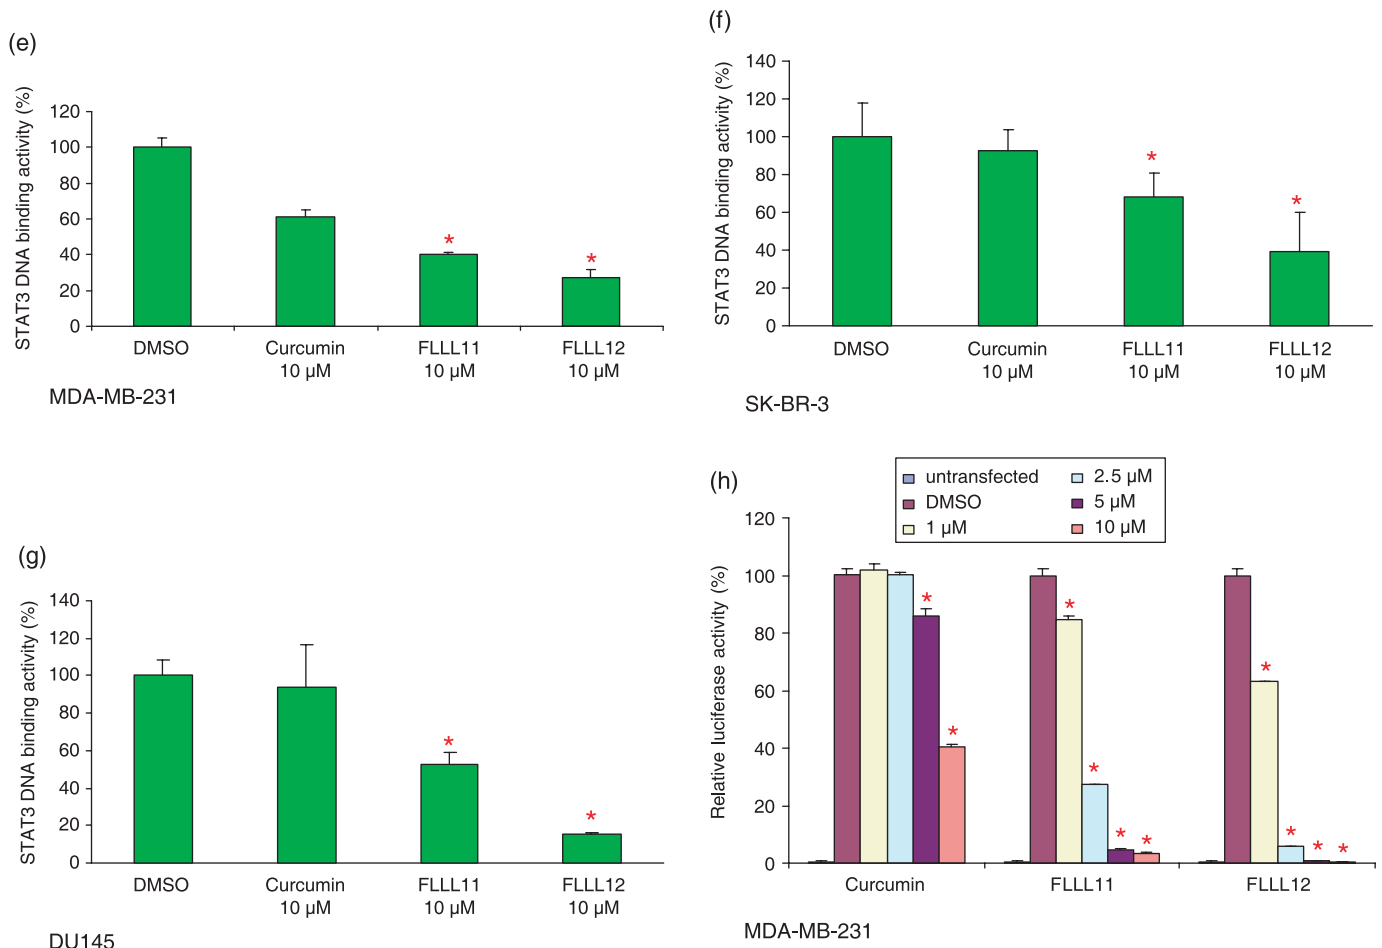 (e)
STAT3 DNA binding activity (%)
120
100
80
60
40
20
0
*
*
DMSO
Curcumin
10 µM
FLLL11
10 µM
FLLL12
10 µM
MDA-MB-231
(f)
STAT3 DNA binding activity (%)
140
120
100
80
60
40
20
0
*
*
DMSO
Curcumin
10 µM
FLLL11
10 µM
FLLL12
10 µM
SK-BR-3
(g)
STAT3 DNA binding activity (%)
140
120
100
80
60
40
20
0
*
*
DMSO
Curcumin
10 µM
FLLL11
10 µM
FLLL12
10 µM
DU145
(h)
untransfected
DMSO
1 µM
2.5 µM
5 µM
10 µM
Relative luciferase activity (%)
120
100
80
60
40
20
0
*
*
*
*
*
*
*
*
*
*
Curcumin
FLLL11
FLLL12
MDA-MB-231